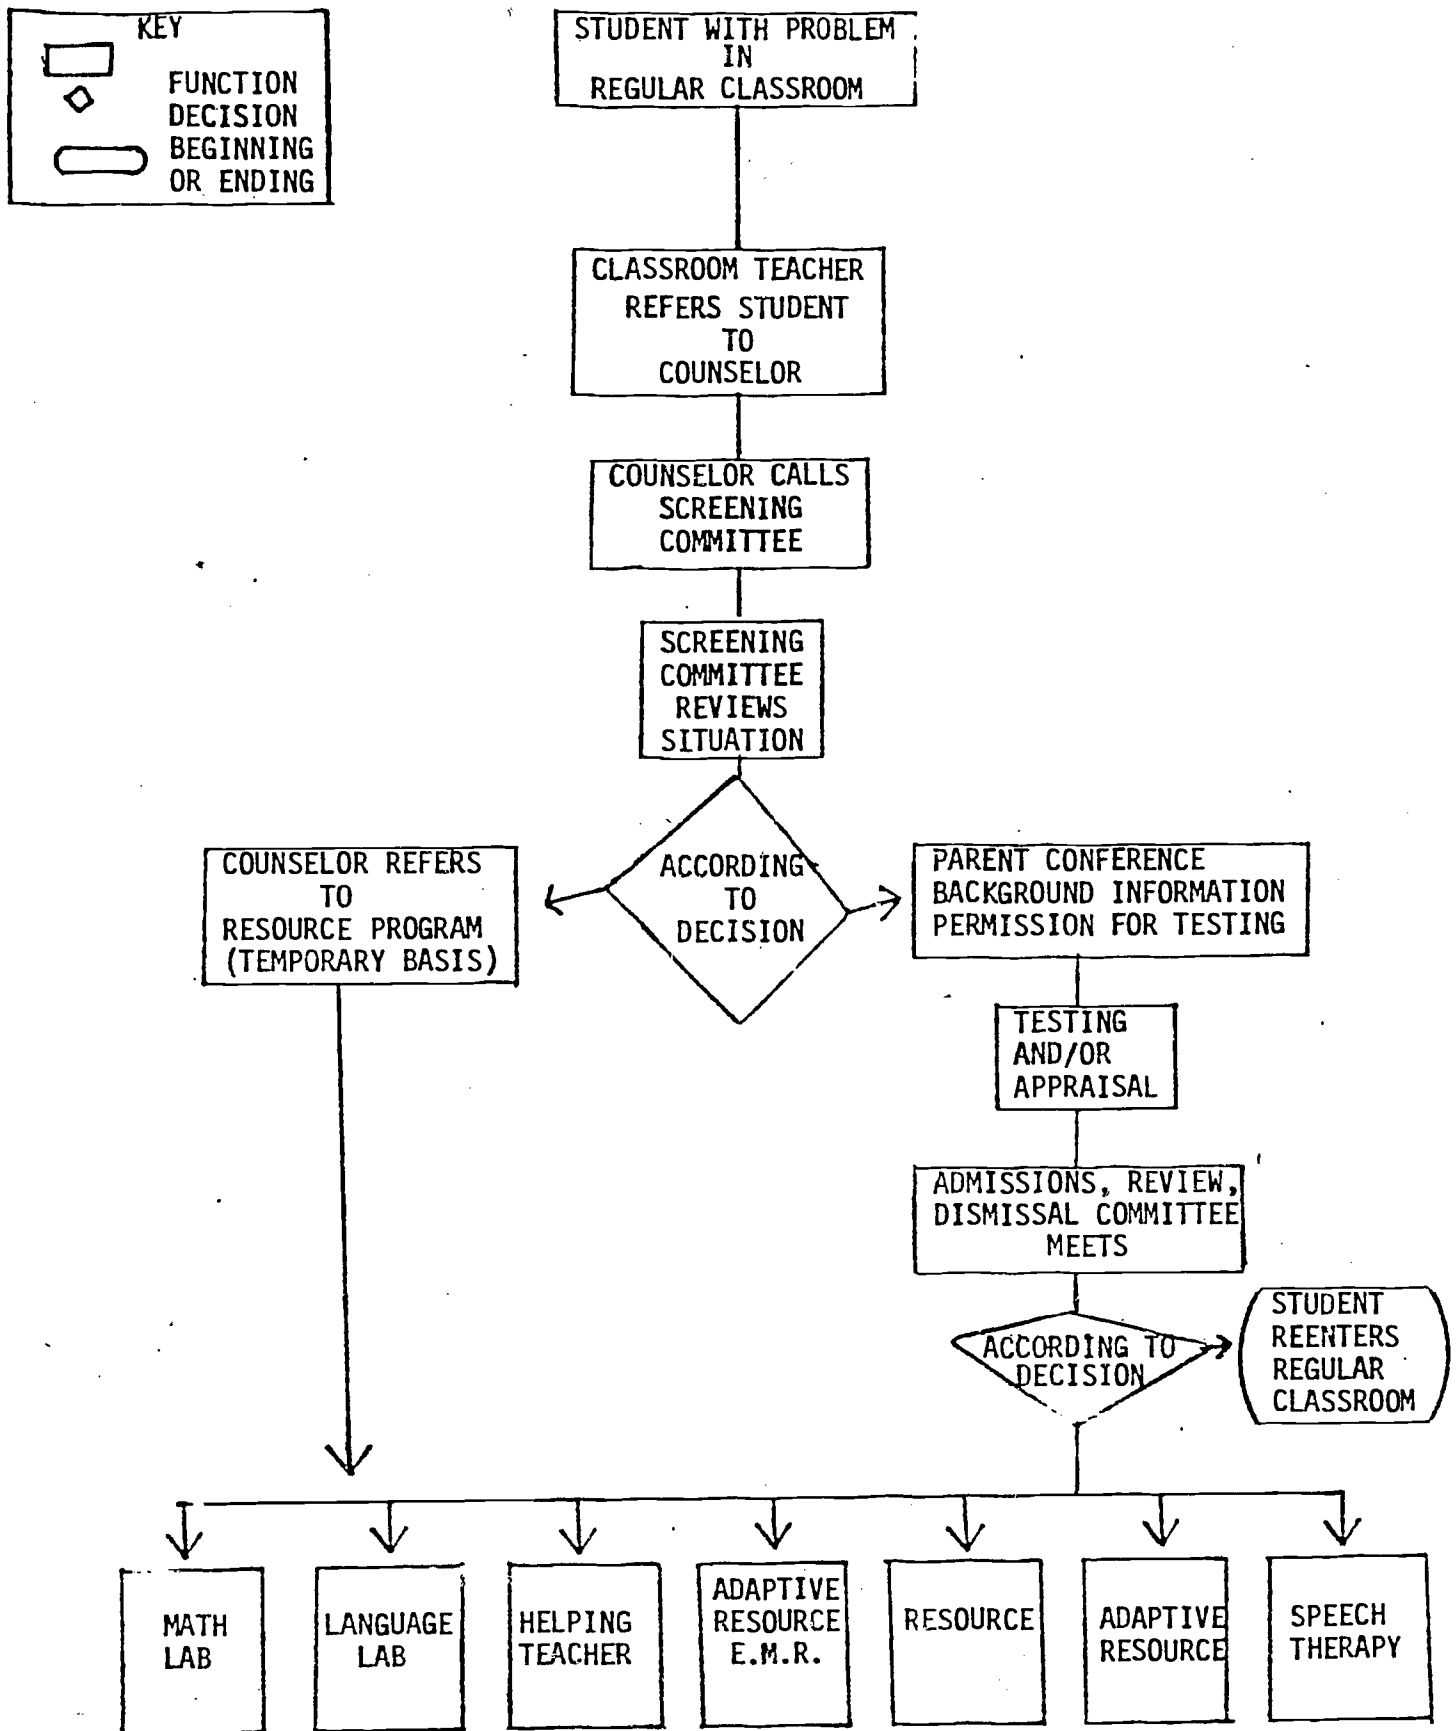 KEY
FUNCTION
DECISION
BEGINNING
OR ENDING
STUDENT WITH PROBLEM
IN
REGULAR CLASSROOM
CLASSROOM TEACHER
REFERS STUDENT
TO
COUNSELOR
COUNSELOR CALLS
SCREENING
COMMITTEE
SCREENING
COMMITTEE
REVIEWS
SITUATION
ACCORDING
TO
DECISION
COUNSELOR REFERS
TO
RESOURCE PROGRAM
(TEMPORARY BASIS)
PARENT CONFERENCE
BACKGROUND INFORMATION
PERMISSION FOR TESTING
TESTING
AND/OR
APPRAISAL
ADMISSIONS, REVIEW,
DISMISSAL COMMITTEE
MEETS
ACCORDING TO
DECISION
STUDENT
REENTERS
REGULAR
CLASSROOM
MATH
LAB
LANGUAGE
LAB
HELPING
TEACHER
ADAPTIVE
RESOURCE
E.M.R.
RESOURCE
ADAPTIVE
RESOURCE
SPEECH
THERAPY